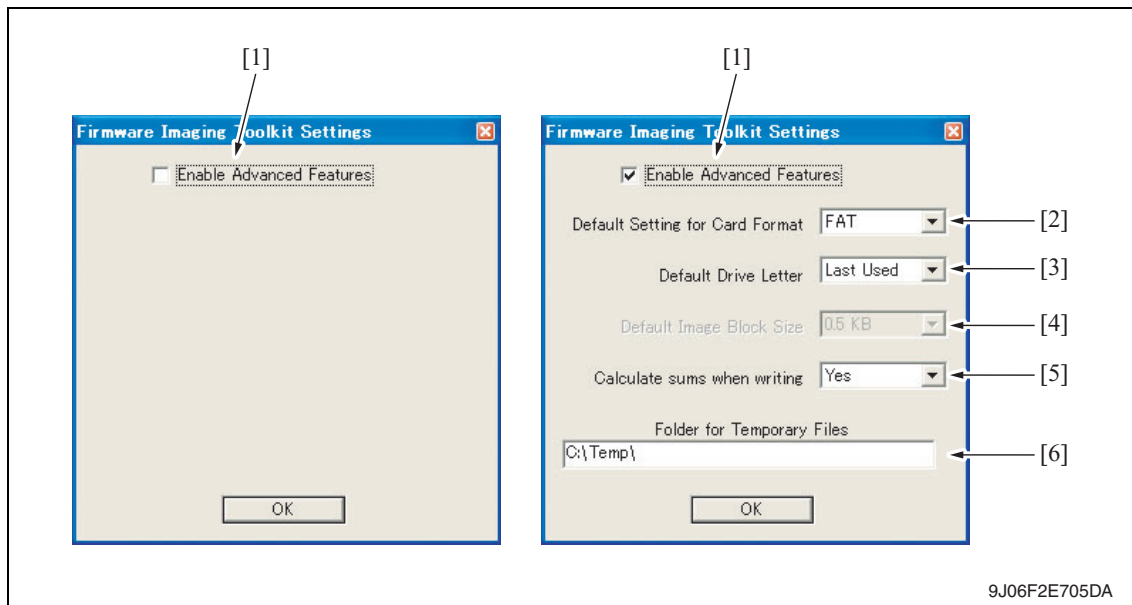 [1]
Firmware Imaging Toolkit Settings
Enable Advanced Features
OK
[1]
Firmware Imaging Toolkit Settings
Enable Advanced Features
Default Setting for Card Format FAT [2]
Default Drive Letter Last Used [3]
Default Image Block Size 0.5 KB [4]
Calculate sums when writing Yes [5]
Folder for Temporary Files
C:\Temp\ [6]
OK
9J06F2E705DA